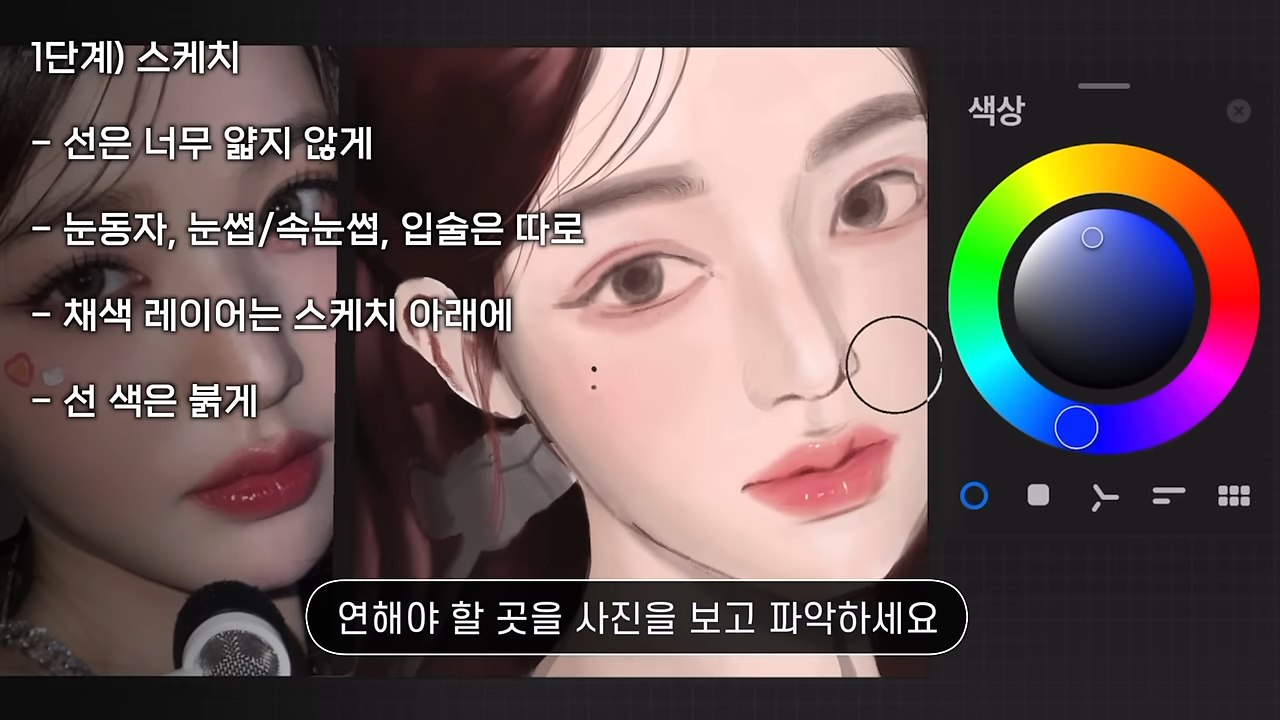 1단계) 스케치
- 선은 너무 얇지 않게
- 눈동자, 눈썹/속눈썹, 입술은 따로
- 채색 레이어는 스케치 아래에
- 선 색은 붉게
색상
연해야 할 곳을 사진을 보고 파악하세요